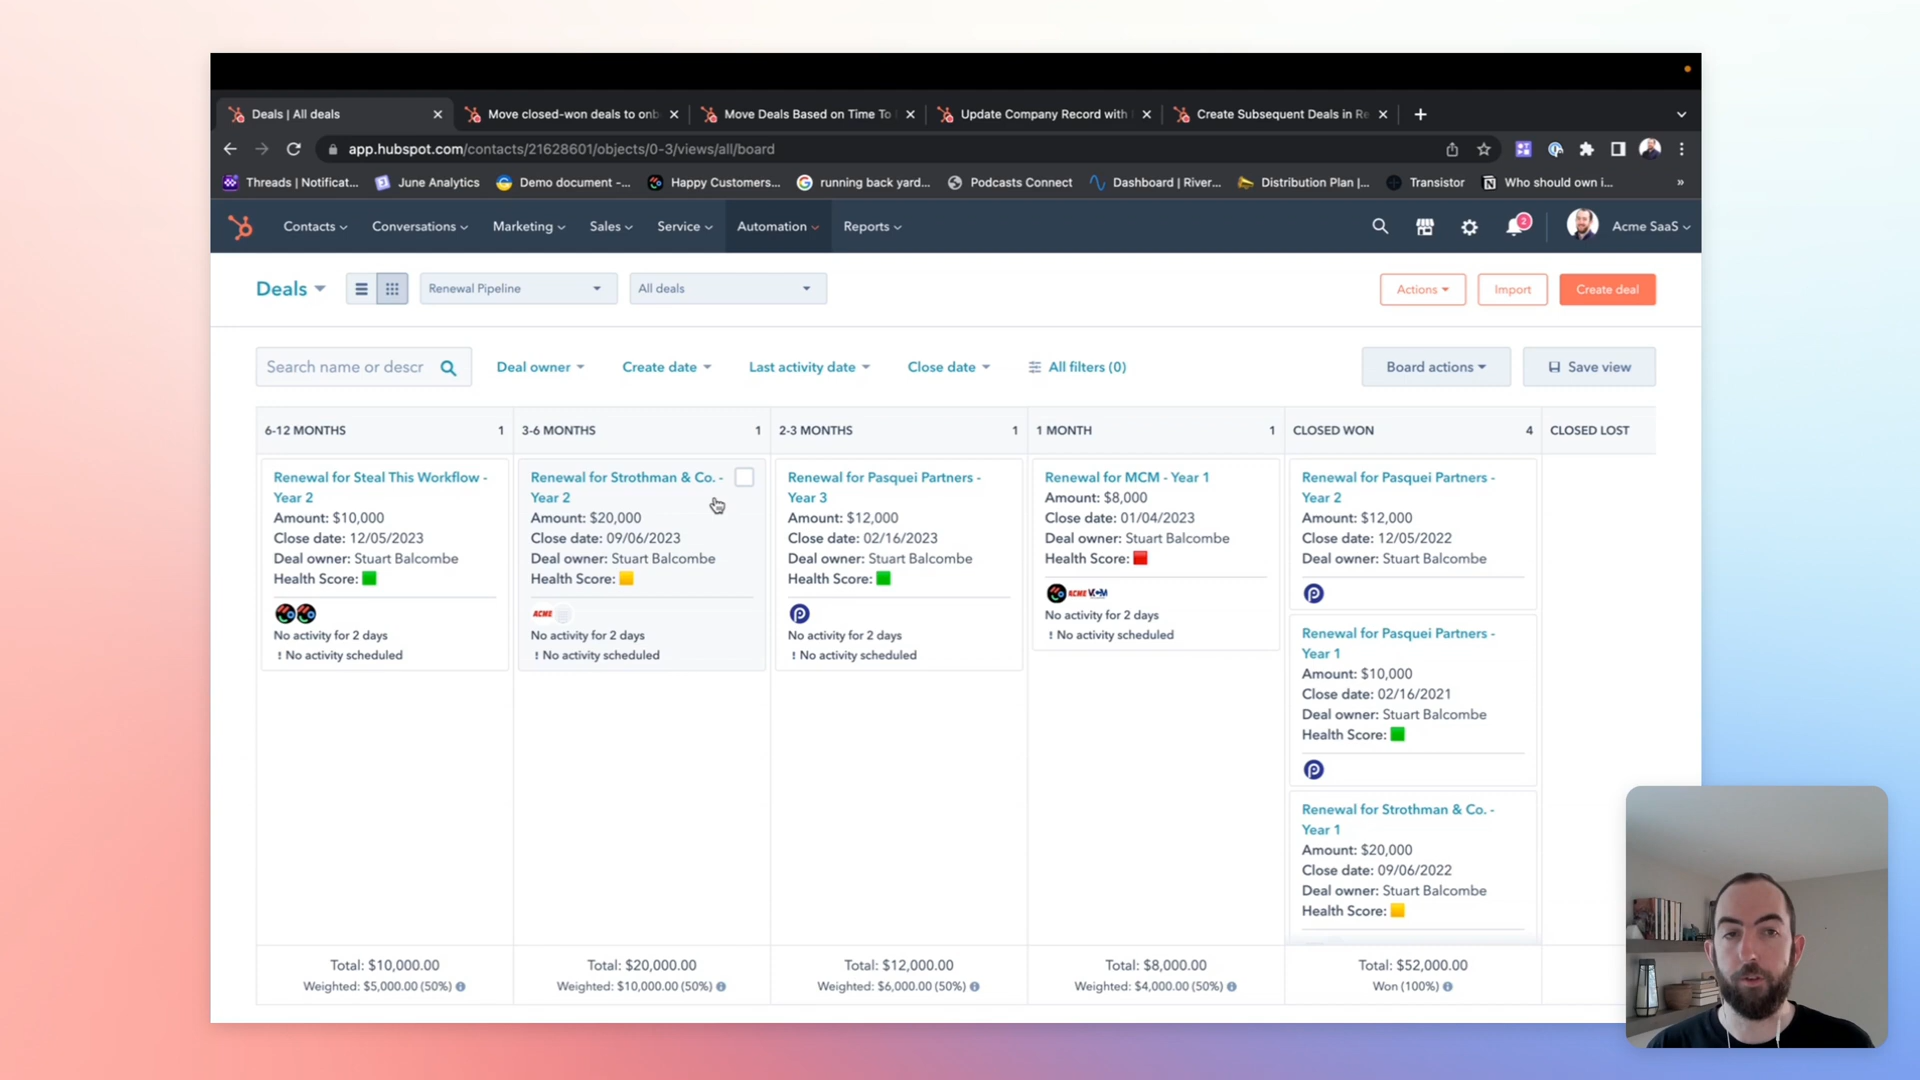 Deals | All deals
Move closed-won deals to onb
Move Deals Based on Time To
Update Company Record with
Create Subsequent Deals in Re
app.hubspot.com/contacts/21628601/objects/0-3/views/all/board
Threads | Notificat...
June Analytics
Demo document -...
Happy Customers...
running back yard...
Podcasts Connect
Dashboard | River...
Distribution Plan |...
Transistor
Who should own i...
»
Contacts
Conversations
Marketing
Sales
Service
Automation
Reports
2
Acme SaaS
Deals
Renewal Pipeline
All deals
Actions
Import
Create deal
Search name or descr
Deal owner
Create date
Last activity date
Close date
All filters (0)
Board actions
Save view
6-12 MONTHS 1
3-6 MONTHS 1
2-3 MONTHS 1
1 MONTH 1
CLOSED WON 4
CLOSED LOST
Renewal for Steal This Workflow -
Year 2
Amount: $10,000
Close date: 12/05/2023
Deal owner: Stuart Balcombe
Health Score:
No activity for 2 days
! No activity scheduled
Renewal for Strothman & Co. -
Year 2
Amount: $20,000
Close date: 09/06/2023
Deal owner: Stuart Balcombe
Health Score:
ACME
No activity for 2 days
! No activity scheduled
Renewal for Pasquei Partners -
Year 3
Amount: $12,000
Close date: 02/16/2023
Deal owner: Stuart Balcombe
Health Score:
No activity for 2 days
! No activity scheduled
Renewal for MCM - Year 1
Amount: $8,000
Close date: 01/04/2023
Deal owner: Stuart Balcombe
Health Score:
ACME
No activity for 2 days
! No activity scheduled
Renewal for Pasquei Partners -
Year 2
Amount: $12,000
Close date: 12/05/2022
Deal owner: Stuart Balcombe
Renewal for Pasquei Partners -
Year 1
Amount: $10,000
Close date: 02/16/2021
Deal owner: Stuart Balcombe
Health Score:
Renewal for Strothman & Co. -
Year 1
Amount: $20,000
Close date: 09/06/2022
Deal owner: Stuart Balcombe
Health Score:
Total: $10,000.00
Weighted: $5,000.00 (50%)
Total: $20,000.00
Weighted: $10,000.00 (50%)
Total: $12,000.00
Weighted: $6,000.00 (50%)
Total: $8,000.00
Weighted: $4,000.00 (50%)
Total: $52,000.00
Won (100%)